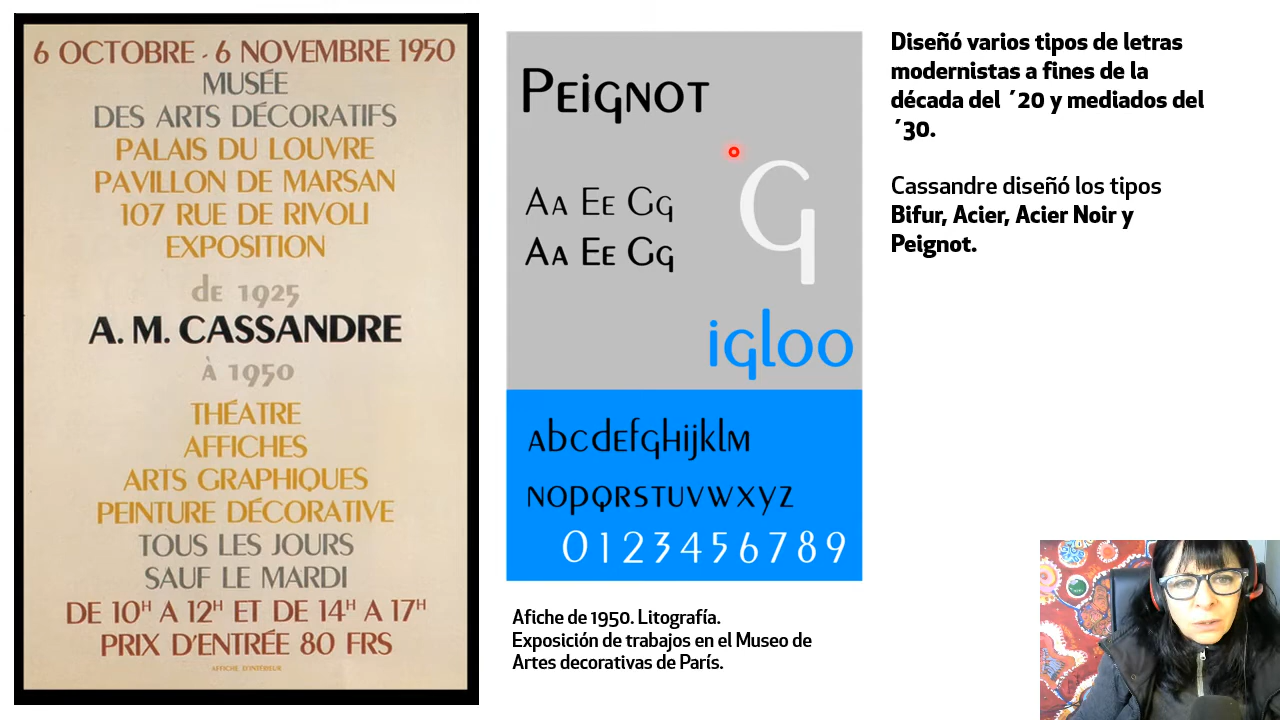 6 OCTOBRE - 6 NOVEMBRE 1950
MUSÉE
DES ARTS DÉCORATIFS
PALAIS DU LOUVRE
PAVILLON DE MARSAN
107 RUE DE RIVOLI
EXPOSITION
de 1925
A. M. CASSANDRE
à 1950
THÉATRE
AFFICHES
ARTS GRAPHIQUES
PEINTURE DÉCORATIVE
TOUS LES JOURS
SAUF LE MARDI
DE 10H A 12H ET DE 14H A 17H
PRIX D'ENTRÉE 80 FRS
AFFICHE D'INTÉRIEUR
Peignot
Aa Ee Gg
Aa Ee Gg
g
igloo
abcdefghijklm
nopqrstuvwxyz
0123456789
Afiche de 1950. Litografía.
Exposición de trabajos en el Museo de
Artes decorativas de París.
Diseñó varios tipos de letras
modernistas a fines de la
década del ´20 y mediados del
´30.
Cassandre diseñó los tipos
Bifur, Acier, Acier Noir y
Peignot.